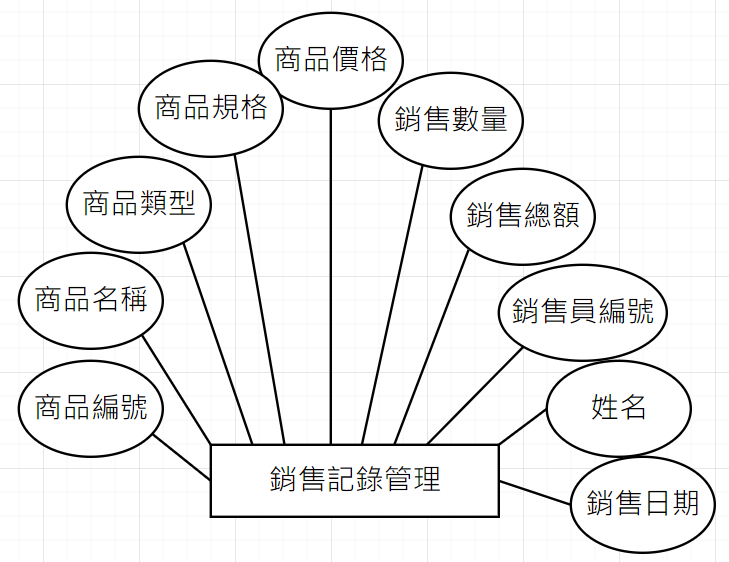 商品價格
商品規格
銷售數量
商品類型
銷售總額
商品名稱
銷售員編號
商品編號
姓名
銷售記錄管理
銷售日期